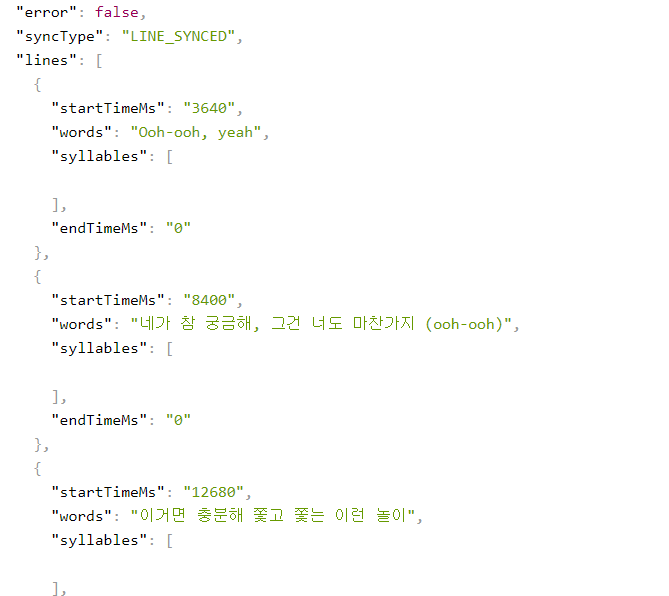 "error": false,
"syncType": "LINE_SYNCED",
"lines": [
{
"startTimeMs": "3640",
"words": "Ooh-ooh, yeah",
"syllables": [
],
"endTimeMs": "0"
},
{
"startTimeMs": "8400",
"words": "네가 참 궁금해, 그건 너도 마찬가지 (ooh-ooh)",
"syllables": [
],
"endTimeMs": "0"
},
{
"startTimeMs": "12680",
"words": "이거면 충분해 쫓고 쫓는 이런 놀이",
"syllables": [
],